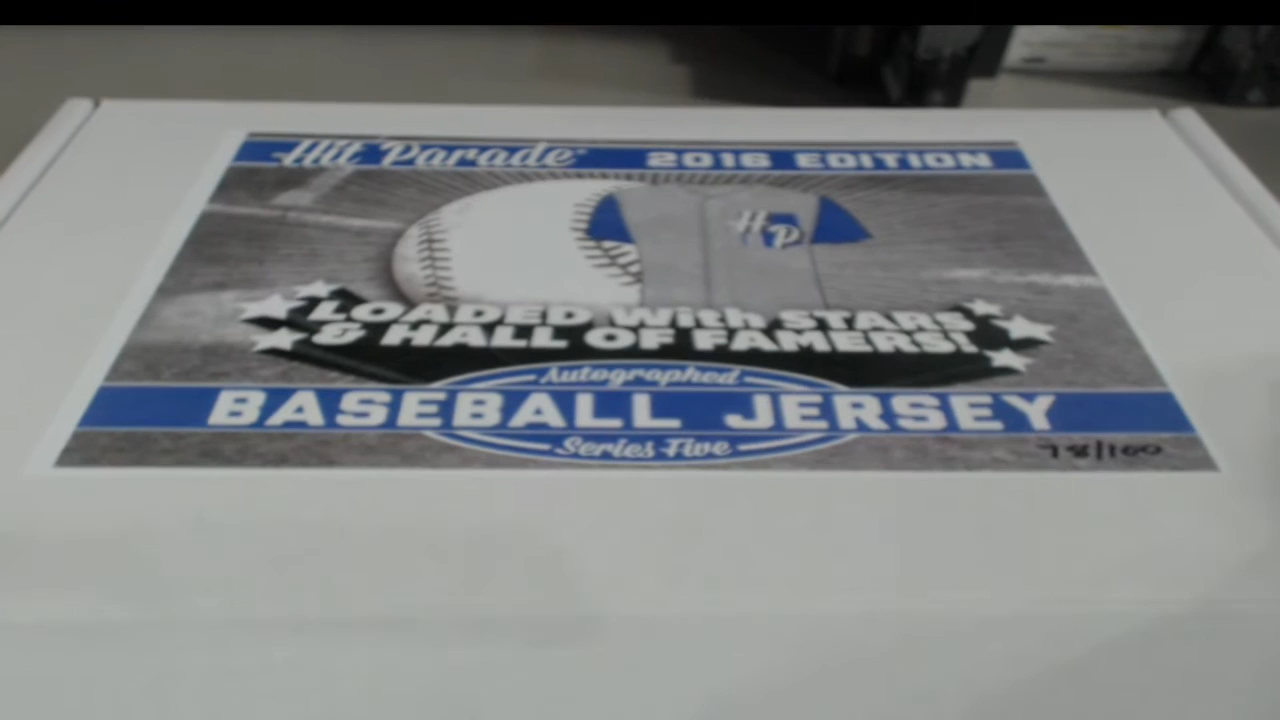 Hit Parade® 2016 EDITION
HP
LOADED With STARS
& HALL OF FAMERS!
Autographed
BASEBALL JERSEY
Series Five
78/100